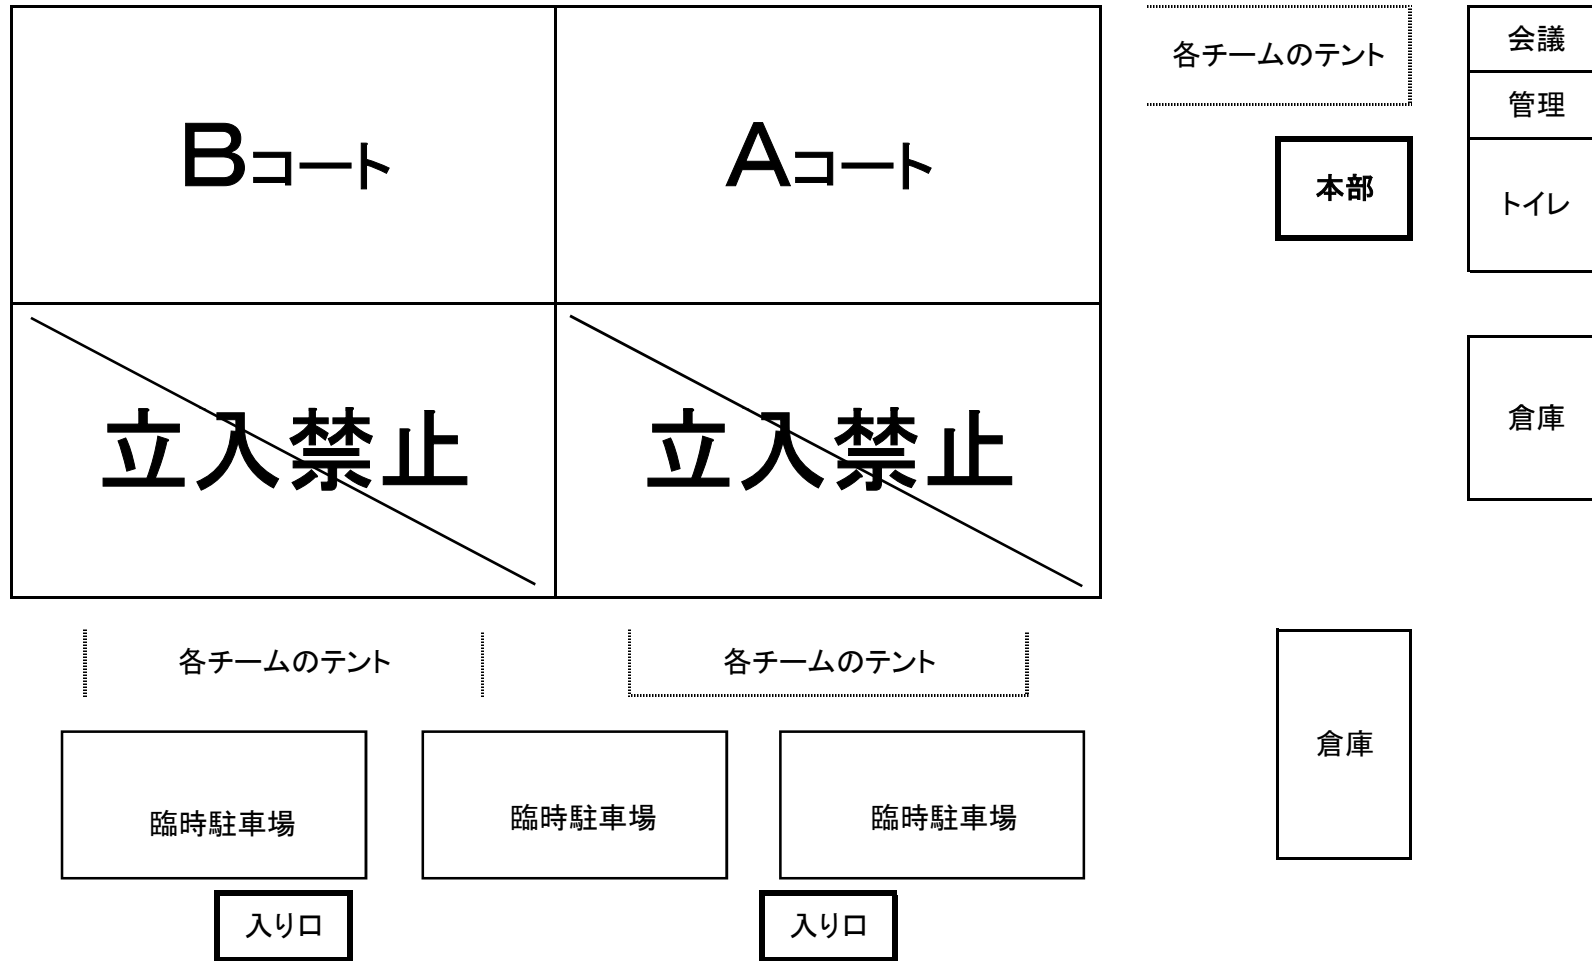 各チームのテント
会議
管理
Bコート
Aコート
本部
トイレ
立入禁止
立入禁止
倉庫
各チームのテント
各チームのテント
倉庫
臨時駐車場
臨時駐車場
臨時駐車場
入り口
入り口